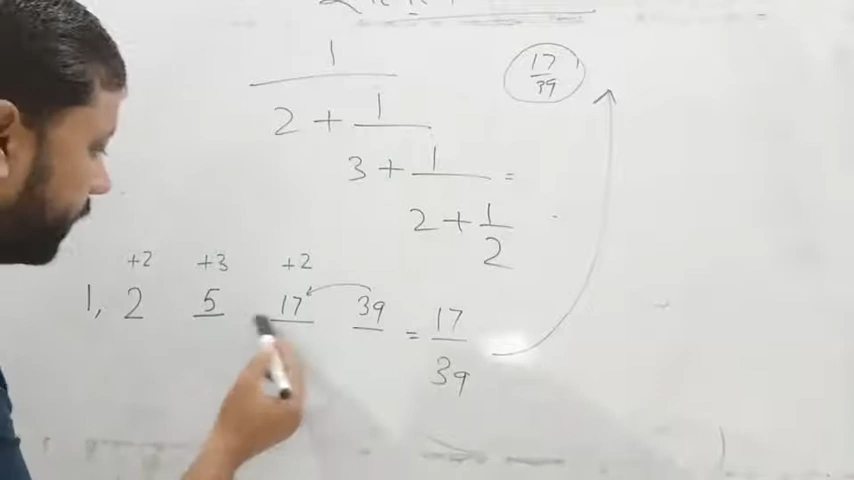 1
2 + 1
3 + 1 =
2 + 1
2
17
39
+2 +3 +2
1, 2 5 17 39 = 17
39